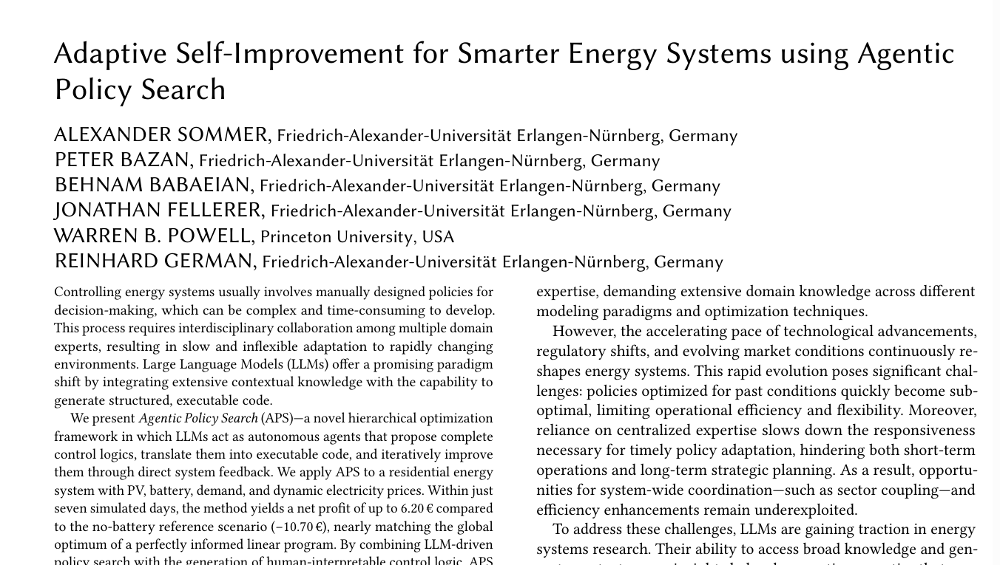 Adaptive Self-Improvement for Smarter Energy Systems using Agentic
Policy Search
ALEXANDER SOMMER, Friedrich-Alexander-Universität Erlangen-Nürnberg, Germany
PETER BAZAN, Friedrich-Alexander-Universität Erlangen-Nürnberg, Germany
BEHNAM BABAEIAN, Friedrich-Alexander-Universität Erlangen-Nürnberg, Germany
JONATHAN FELLERER, Friedrich-Alexander-Universität Erlangen-Nürnberg, Germany
WARREN B. POWELL, Princeton University, USA
REINHARD GERMAN, Friedrich-Alexander-Universität Erlangen-Nürnberg, Germany
Controlling energy systems usually involves manually designed policies for
decision-making, which can be complex and time-consuming to develop.
This process requires interdisciplinary collaboration among multiple domain
experts, resulting in slow and inflexible adaptation to rapidly changing
environments. Large Language Models (LLMs) offer a promising paradigm
shift by integrating extensive contextual knowledge with the capability to
generate structured, executable code.
We present Agentic Policy Search (APS)—a novel hierarchical optimization
framework in which LLMs act as autonomous agents that propose complete
control logics, translate them into executable code, and iteratively improve
them through direct system feedback. We apply APS to a residential energy
system with PV, battery, demand, and dynamic electricity prices. Within just
seven simulated days, the method yields a net profit of up to 6.20 € compared
to the no-battery reference scenario (−10.70 €), nearly matching the global
optimum of a perfectly informed linear program. By combining LLM-driven
policy search with the generation of human-interpretable control logic, APS
expertise, demanding extensive domain knowledge across different
modeling paradigms and optimization techniques.
However, the accelerating pace of technological advancements,
regulatory shifts, and evolving market conditions continuously re-
shapes energy systems. This rapid evolution poses significant chal-
lenges: policies optimized for past conditions quickly become sub-
optimal, limiting operational efficiency and flexibility. Moreover,
reliance on centralized expertise slows down the responsiveness
necessary for timely policy adaptation, hindering both short-term
operations and long-term strategic planning. As a result, opportu-
nities for system-wide coordination—such as sector coupling—and
efficiency enhancements remain underexploited.
To address these challenges, LLMs are gaining traction in energy
systems research. Their ability to access broad knowledge and gen-